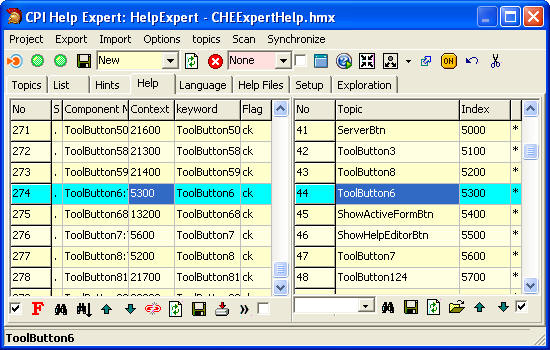 CPI Help Expert: HelpExpert - CHEExpertHelp.hmx
Project Export Import Options topics Scan Synchronize
New None ON
Topics List Hints Help Language Help Files Setup Exploration
No S Component N Context keyword Flag
271 . ToolButton50 21600 ToolButton50 ck
272 . ToolButton58 21300 ToolButton58 ck
273 . ToolButton59 21400 ToolButton59 ck
274 . ToolButton6: 5300 ToolButton6 ck
275 . ToolButton68 13200 ToolButton68 ck
276 . ToolButton7: 5600 ToolButton7 ck
277 . ToolButton8: 5200 ToolButton8 ck
278 . ToolButton81 21700 ToolButton81 ck
No Topic Index
41 ServerBtn 5000 *
42 ToolButton3 5100 *
43 ToolButton8 5200 *
44 ToolButton6 5300 *
45 ShowActiveFormBtn 5400 *
46 ShowHelpEditorBtn 5500 *
47 ToolButton7 5600 *
48 ToolButton124 5700 *
F »
ToolButton6